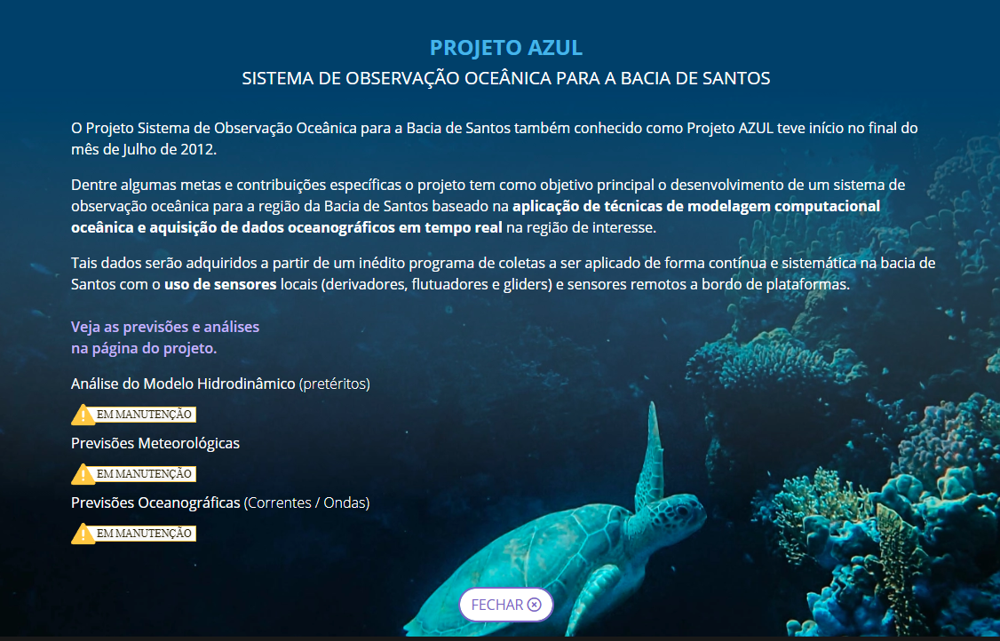 PROJETO AZUL
SISTEMA DE OBSERVAÇÃO OCEÂNICA PARA A BACIA DE SANTOS
O Projeto Sistema de Observação Oceânica para a Bacia de Santos também conhecido como Projeto AZUL teve início no final do
mês de Julho de 2012.
Dentre algumas metas e contribuições específicas o projeto tem como objetivo principal o desenvolvimento de um sistema de
observação oceânica para a região da Bacia de Santos baseado na aplicação de técnicas de modelagem computacional
oceânica e aquisição de dados oceanográficos em tempo real na região de interesse.
Tais dados serão adquiridos a partir de um inédito programa de coletas a ser aplicado de forma contínua e sistemática na bacia de
Santos com o uso de sensores locais (derivadores, flutuadores e gliders) e sensores remotos a bordo de plataformas.
Veja as previsões e análises
na página do projeto.
Análise do Modelo Hidrodinâmico (pretéritos)
EM MANUTENÇÃO
Previsões Meteorológicas
EM MANUTENÇÃO
Previsões Oceanográficas (Correntes / Ondas)
EM MANUTENÇÃO
FECHAR